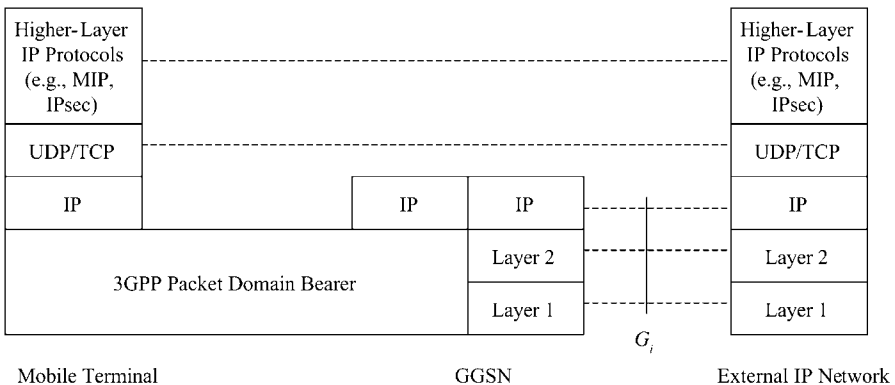 Higher-Layer
IP Protocols
(e.g., MIP,
IPsec)
UDP/TCP
IP
3GPP Packet Domain Bearer
IP
IP
Layer 2
Layer 1
Gi
Higher-Layer
IP Protocols
(e.g., MIP,
IPsec)
UDP/TCP
IP
Layer 2
Layer 1
Mobile Terminal
GGSN
External IP Network